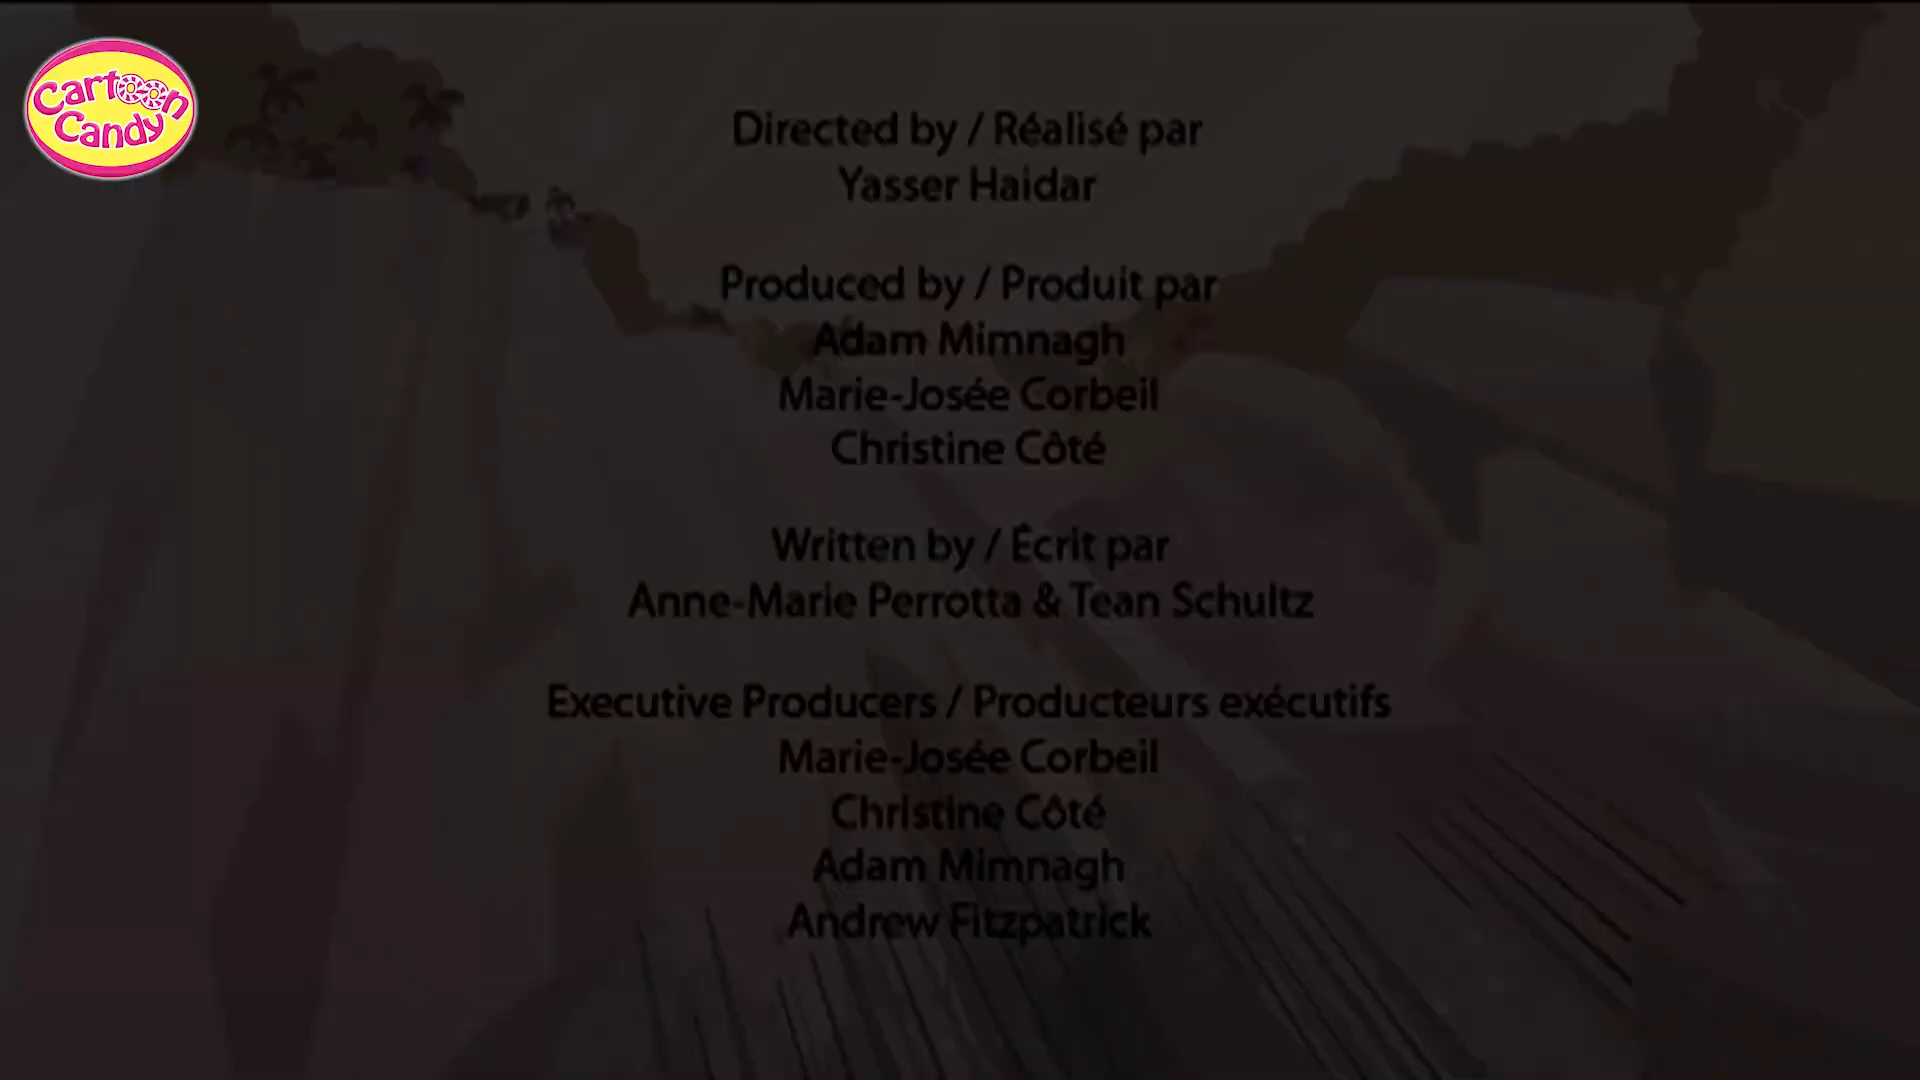 Cartoon
Candy
Directed by / Réalisé par
Yasser Haidar
Produced by / Produit par
Adam Mimnagh
Marie-Josée Corbeil
Christine Côté
Written by / Écrit par
Anne-Marie Perrotta & Tean Schultz
Executive Producers / Producteurs exécutifs
Marie-Josée Corbeil
Christine Côté
Adam Mimnagh
Andrew Fitzpatrick